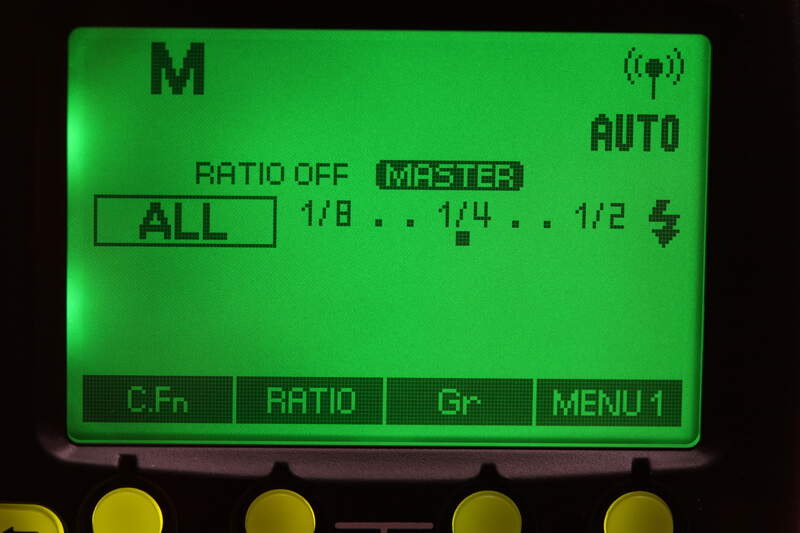 M
AUTO
RATIO OFF MASTER
ALL 1/8 . . 1/4 . . 1/2
C.Fn RATIO Gr MENU 1